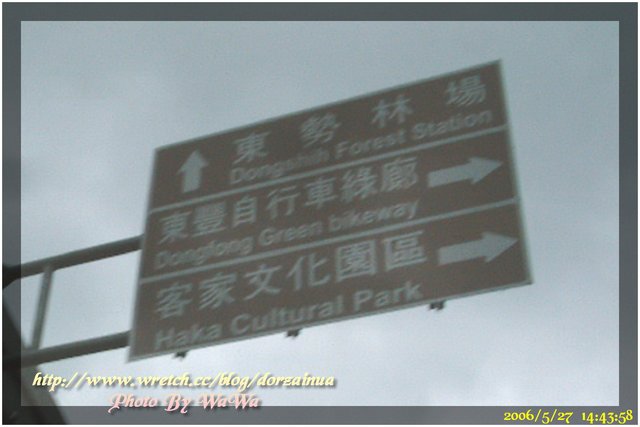 東勢林場
Dongshih Forest Station
東豐自行車綠廊
Dongfong Green bikeway
客家文化園區
Haka Cultural Park
http://www.wretch.cc/blog/dorzainua
Photo By WaWa
2006/5/27 14:43:58